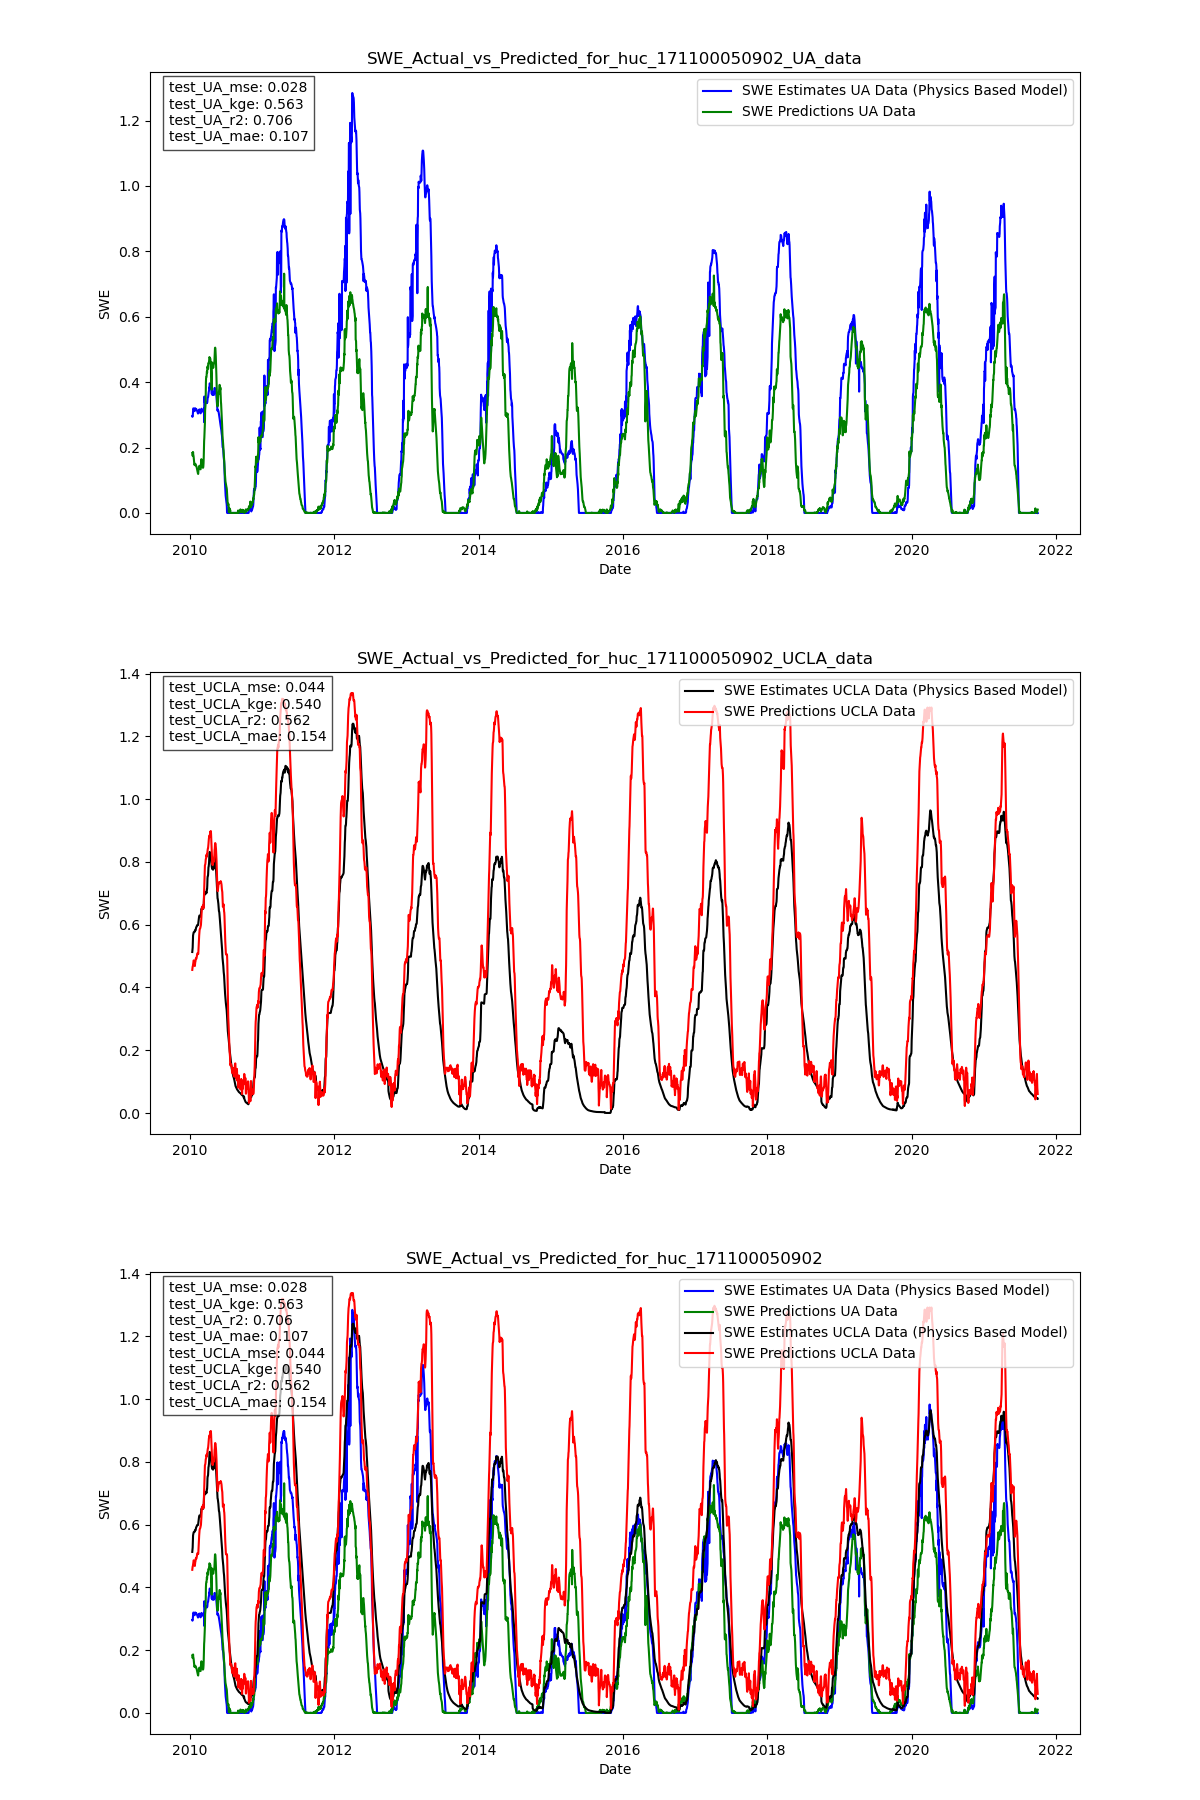 SWE_Actual_vs_Predicted_for_huc_171100050902_UA_data
test_UA_mse: 0.028
test_UA_kge: 0.563
test_UA_r2: 0.706
test_UA_mae: 0.107
SWE Estimates UA Data (Physics Based Model)
SWE Predictions UA Data
1.2
1.0
0.8
0.6
0.4
0.2
0.0
SWE
2010 2012 2014 2016 2018 2020 2022
Date
SWE_Actual_vs_Predicted_for_huc_171100050902_UCLA_data
test_UCLA_mse: 0.044
test_UCLA_kge: 0.540
test_UCLA_r2: 0.562
test_UCLA_mae: 0.154
SWE Estimates UCLA Data (Physics Based Model)
SWE Predictions UCLA Data
1.4
1.2
1.0
0.8
0.6
0.4
0.2
0.0
SWE
2010 2012 2014 2016 2018 2020 2022
Date
SWE_Actual_vs_Predicted_for_huc_171100050902
test_UA_mse: 0.028
test_UA_kge: 0.563
test_UA_r2: 0.706
test_UA_mae: 0.107
test_UCLA_mse: 0.044
test_UCLA_kge: 0.540
test_UCLA_r2: 0.562
test_UCLA_mae: 0.154
SWE Estimates UA Data (Physics Based Model)
SWE Predictions UA Data
SWE Estimates UCLA Data (Physics Based Model)
SWE Predictions UCLA Data
1.4
1.2
1.0
0.8
0.6
0.4
0.2
0.0
SWE
2010 2012 2014 2016 2018 2020 2022
Date